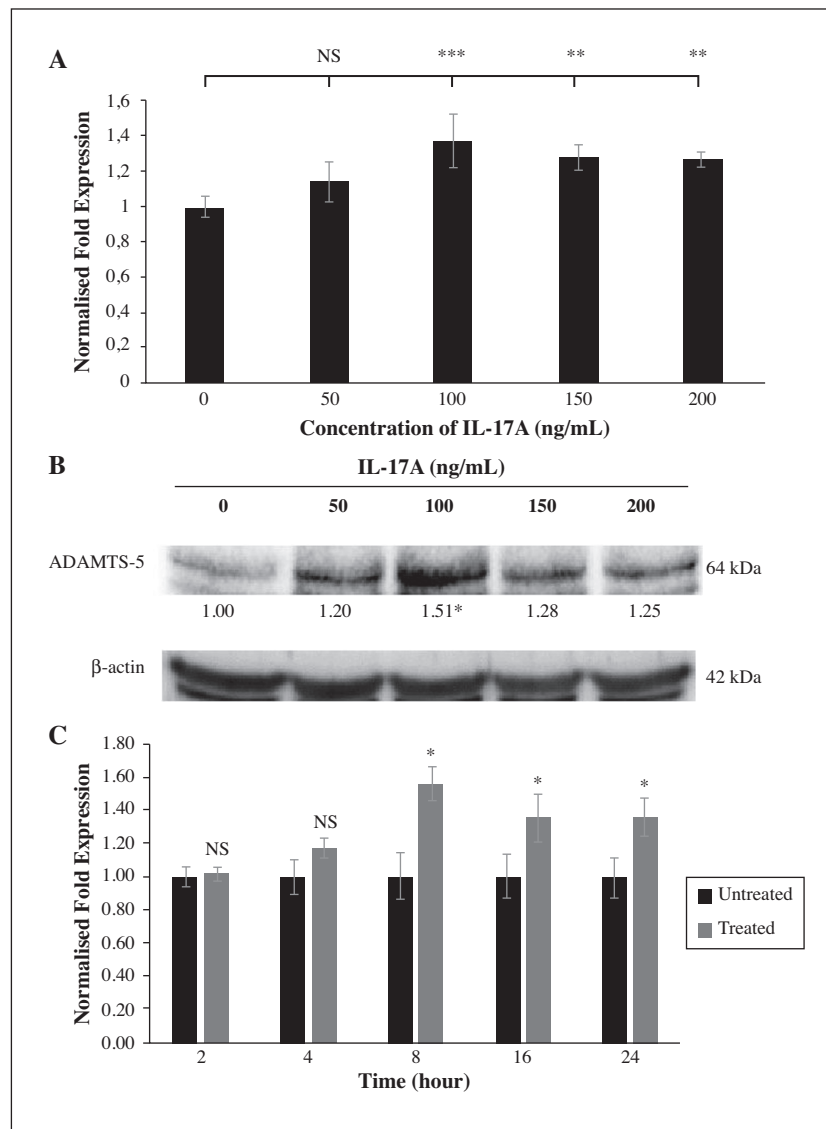 A
NS *** ** **
1,6
1,4
1,2
1
0,8
0,6
0,4
0,2
0
Normalised Fold Expression
0 50 100 150 200
Concentration of IL-17A (ng/mL)
B
IL-17A (ng/mL)
0 50 100 150 200
ADAMTS-5 64 kDa
1.00 1.20 1.51* 1.28 1.25
β-actin 42 kDa
C
1.80
1.60
1.40
1.20
1.00
0.80
0.60
0.40
0.20
0.00
Normalised Fold Expression
NS NS * * *
Untreated
Treated
2 4 8 16 24
Time (hour)